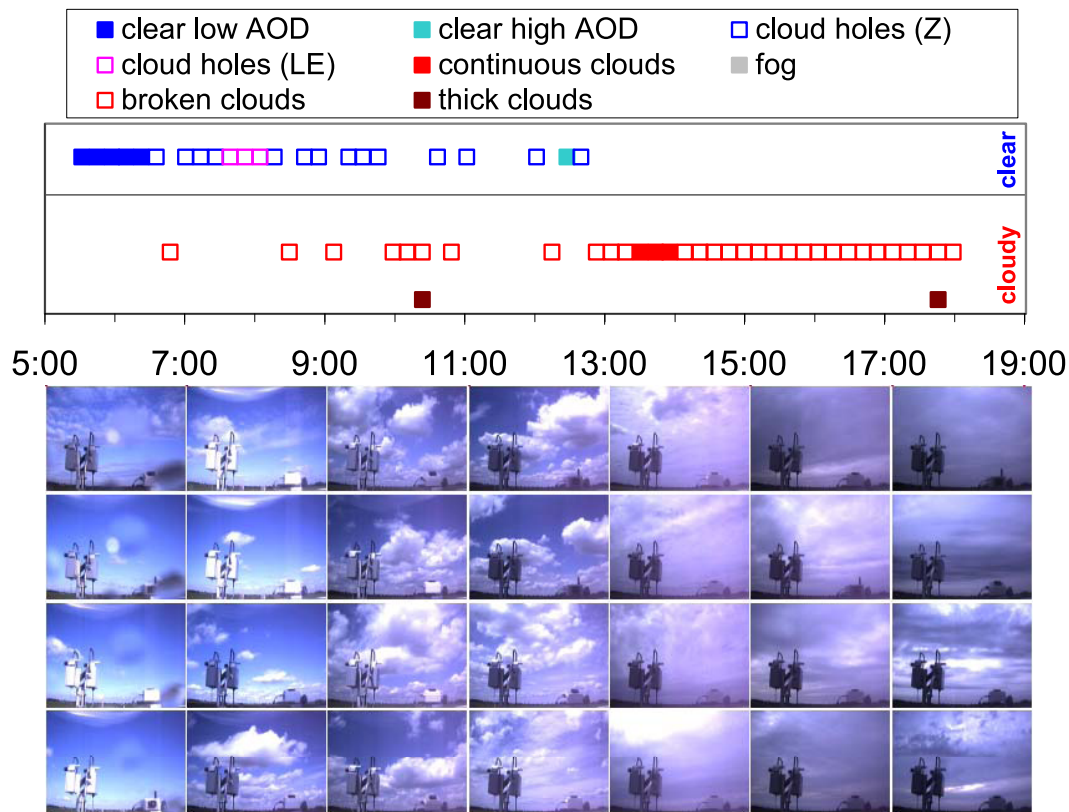 clear low AOD clear high AOD cloud holes (Z)
cloud holes (LE) continuous clouds fog
broken clouds thick clouds
clear
cloudy
5:00 7:00 9:00 11:00 13:00 15:00 17:00 19:00